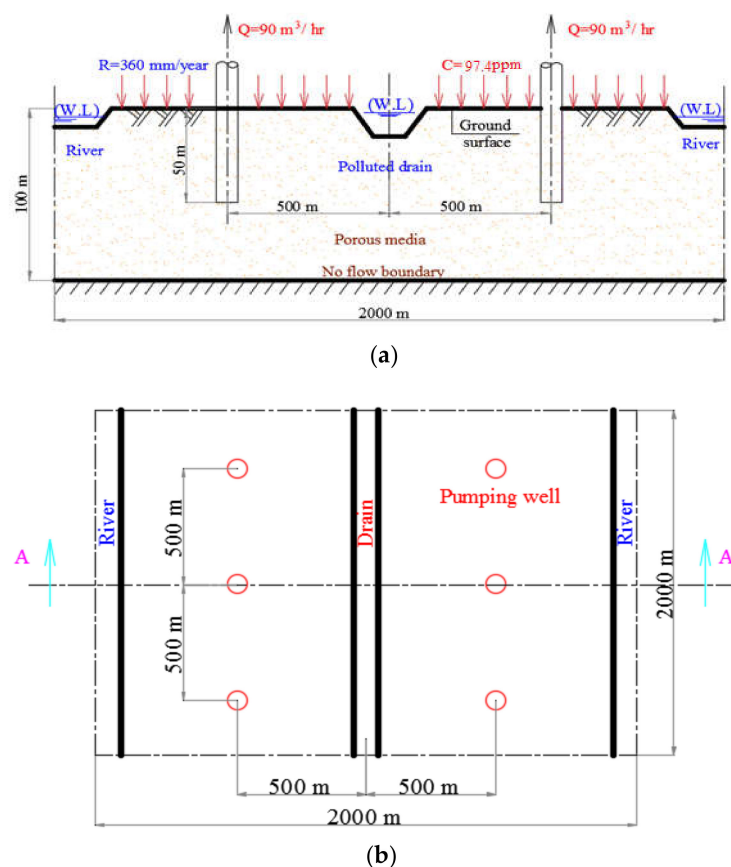 Q=90 m³/ hr
Q=90 m³/ hr
R=360 mm/year
C=97.4ppm
(W.L)
(W.L)
(W.L)
River
Ground
surface
River
Polluted drain
50 m
100 m
500 m
500 m
Porous media
No flow boundary
2000 m
(a)
River
Drain
River
Pumping well
500 m
500 m
A
A
2000 m
500 m
500 m
2000 m
(b)